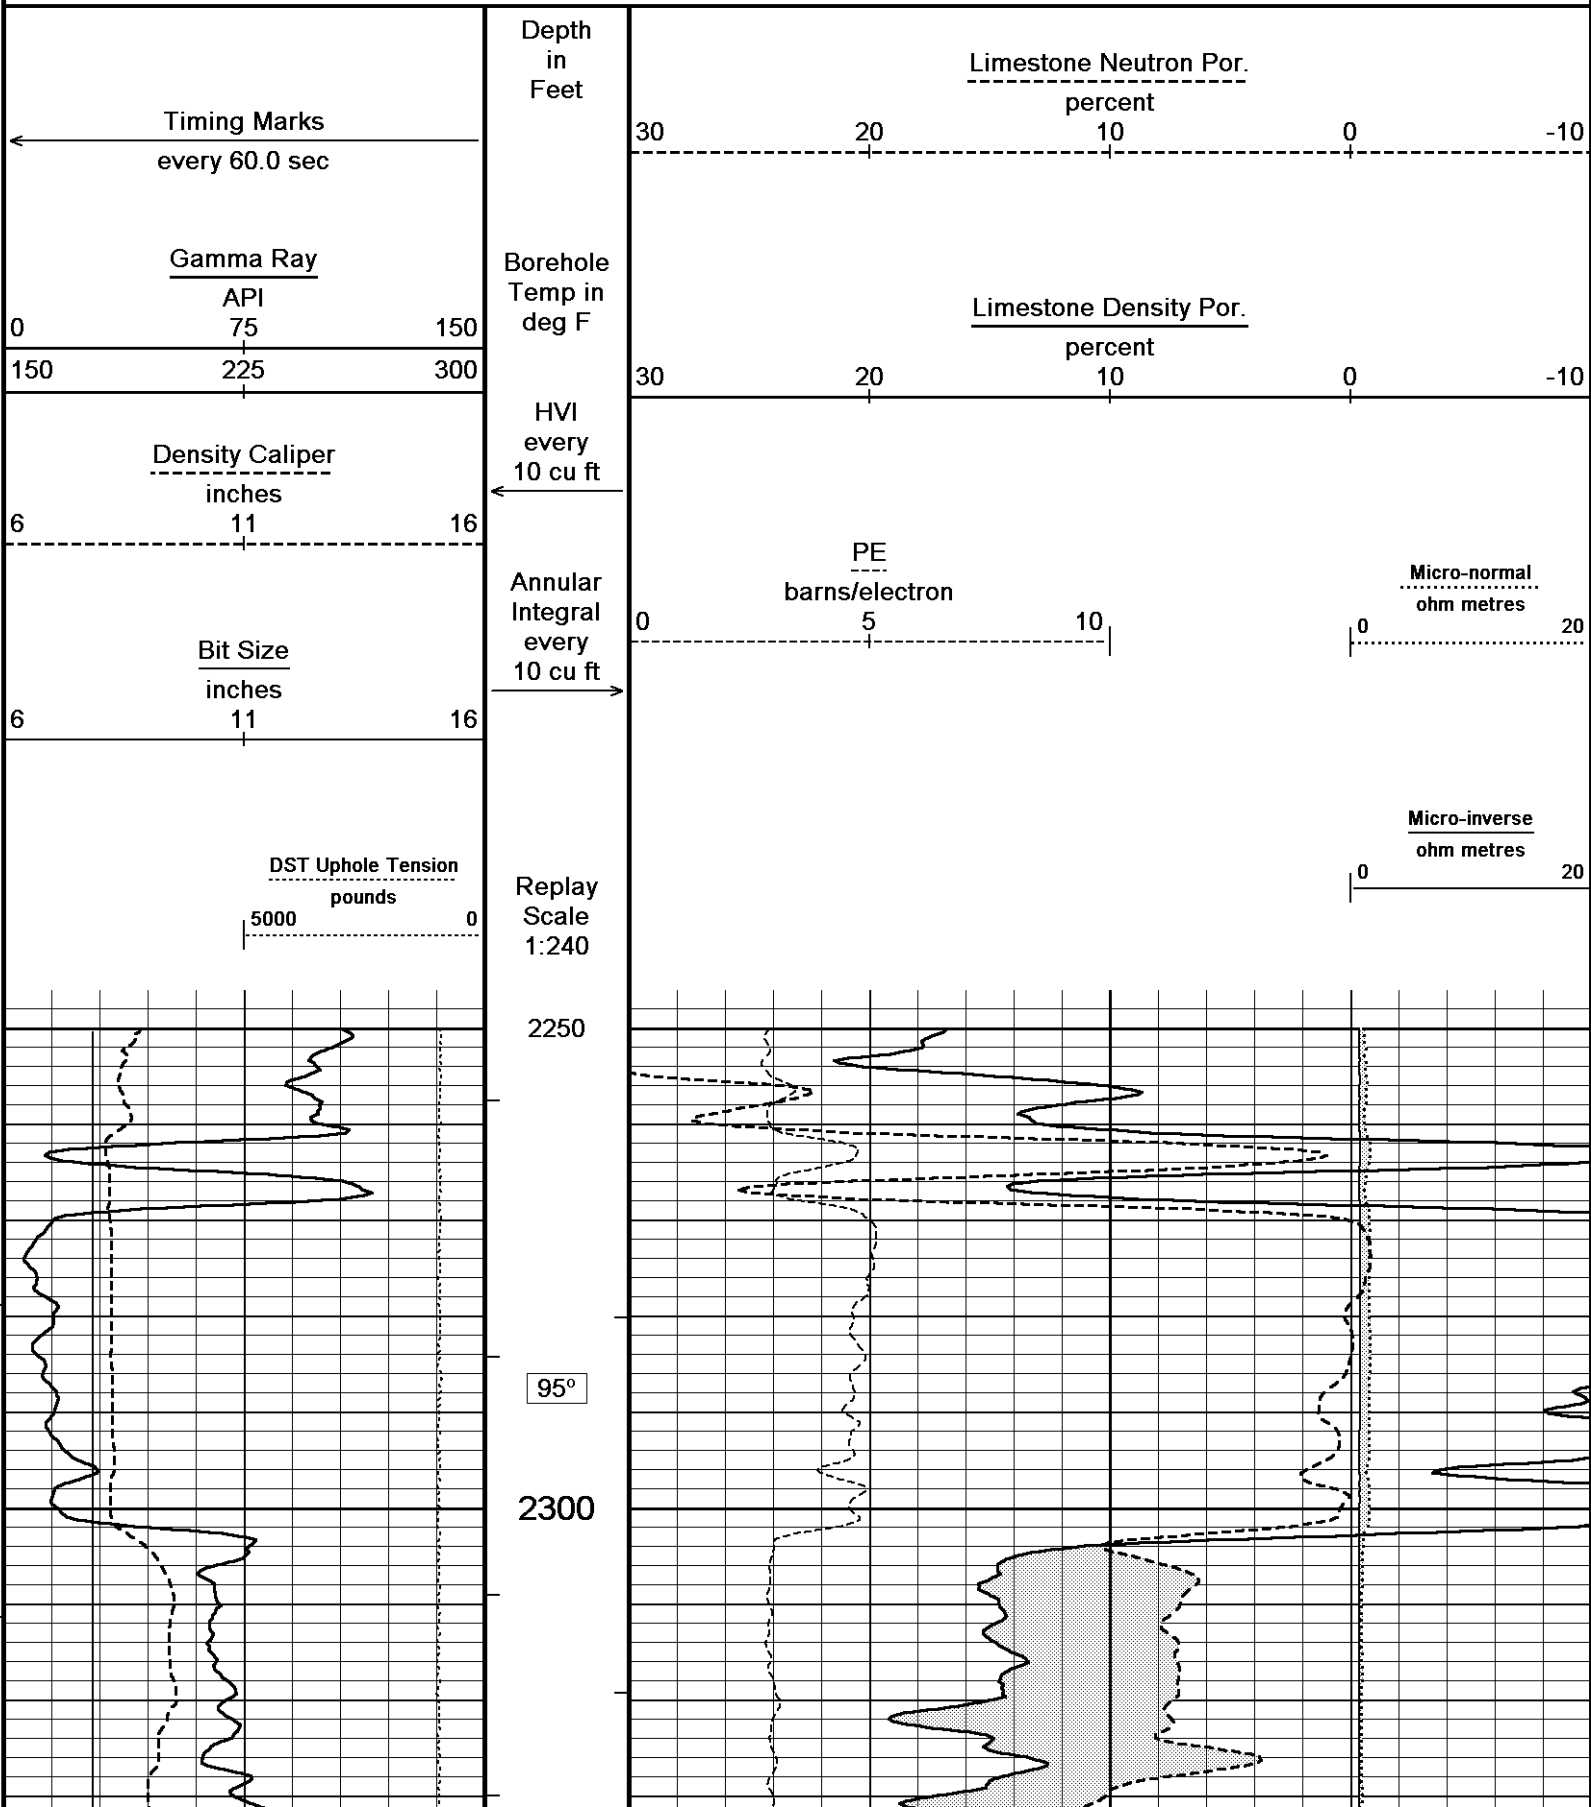 Timing Marks
every 60.0 sec
Gamma Ray
API
0 75 150
150 225 300
Density Caliper
inches
6 11 16
Bit Size
inches
6 11 16
DST Uphole Tension
pounds
5000 0
Depth
in
Feet
Borehole
Temp in
deg F
HVI
every
10 cu ft
Annular
Integral
every
10 cu ft
Replay
Scale
1:240
Limestone Neutron Por.
percent
30 20 10 0 -10
Limestone Density Por.
percent
30 20 10 0 -10
PE
barns/electron
0 5 10
Micro-normal
ohm metres
0 20
Micro-inverse
ohm metres
0 20
2250
95º
2300